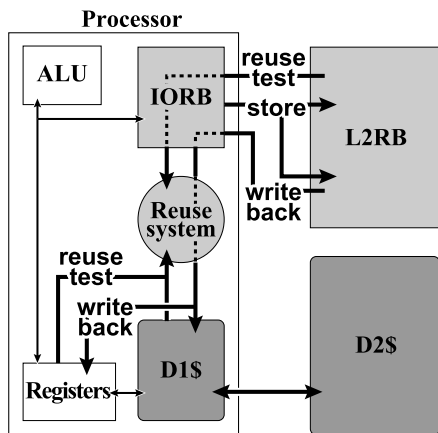 Processor
ALU
IORB
reuse
test
store
L2RB
write
back
Reuse
system
reuse
test
write
back
D1$
D2$
Registers